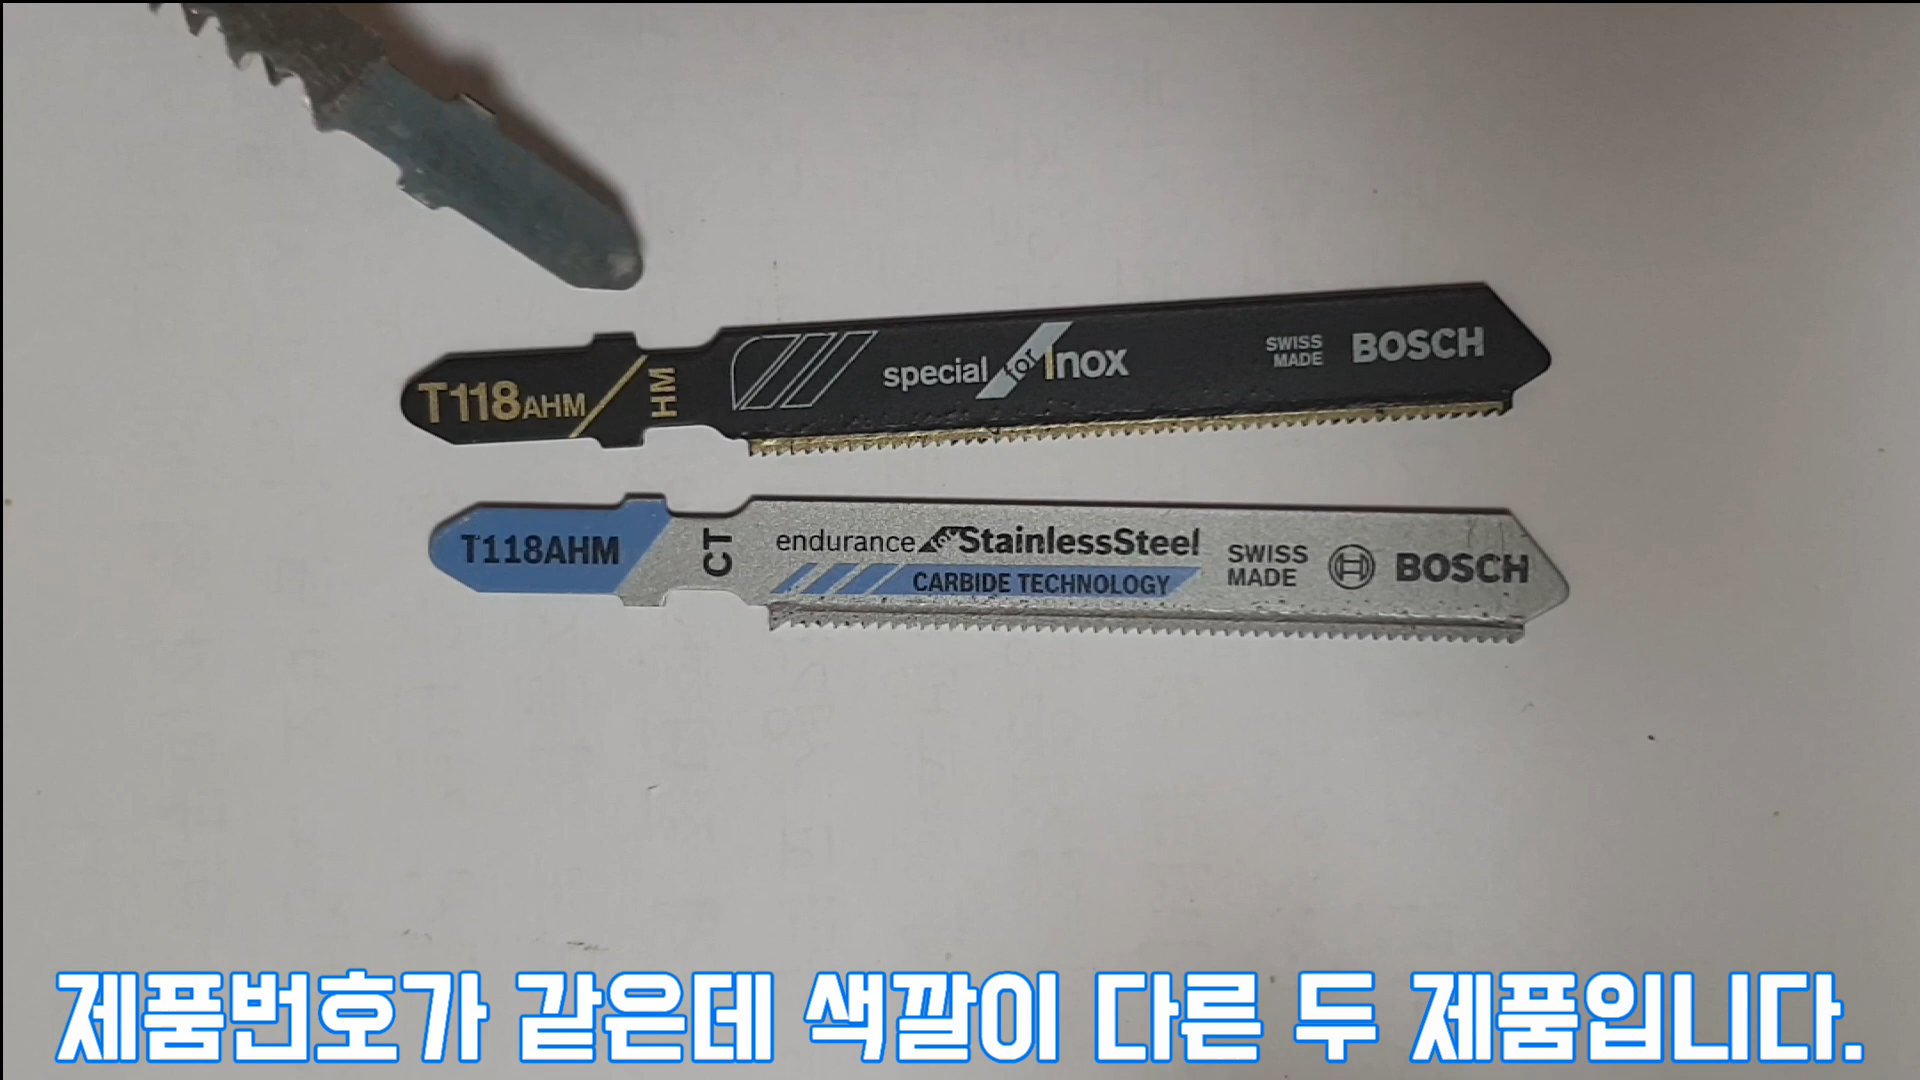 T118AHM
HM
special for Inox
SWISS
MADE
BOSCH
T118AHM
CT
endurance for StainlessSteel
CARBIDE TECHNOLOGY
SWISS
MADE
BOSCH
제품번호가 같은데 색깔이 다른 두 제품입니다.